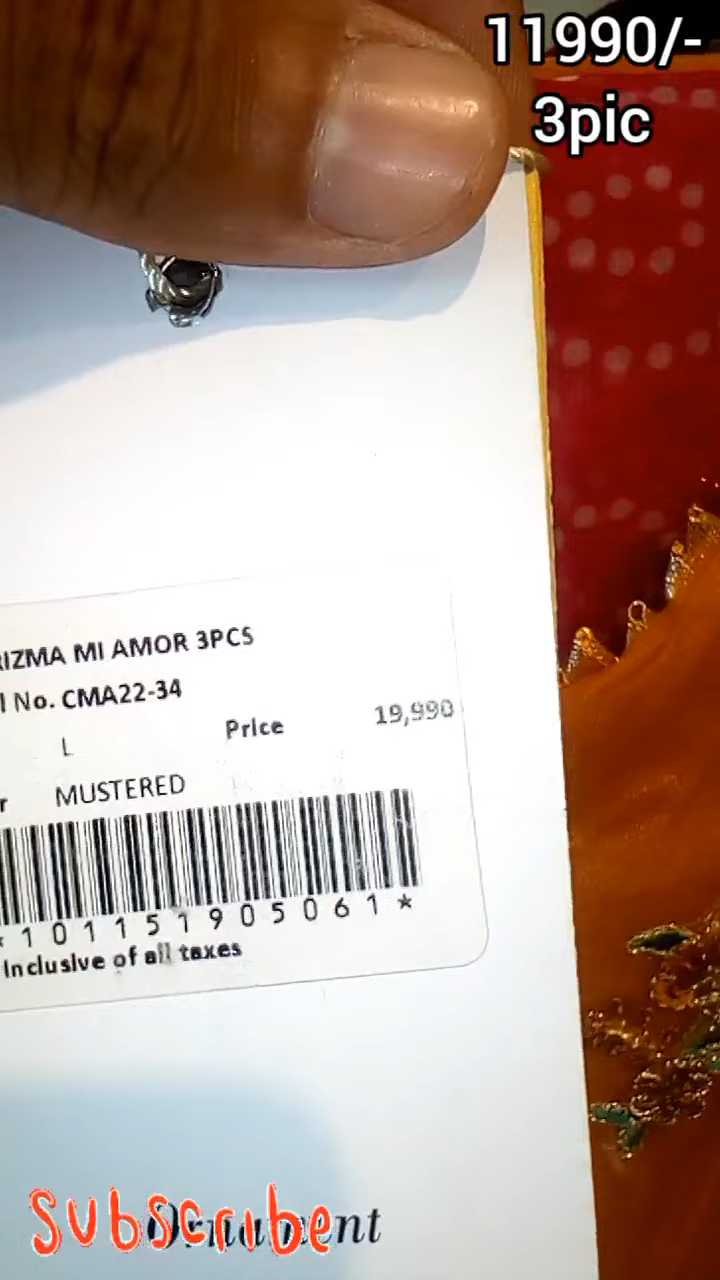 11990/-
3pic
RIZMA MI AMOR 3PCS
l No. CMA22-34
L Price 19,990
r MUSTERED
*101151905061*
Inclusive of all taxes
Subscribe
Ornament